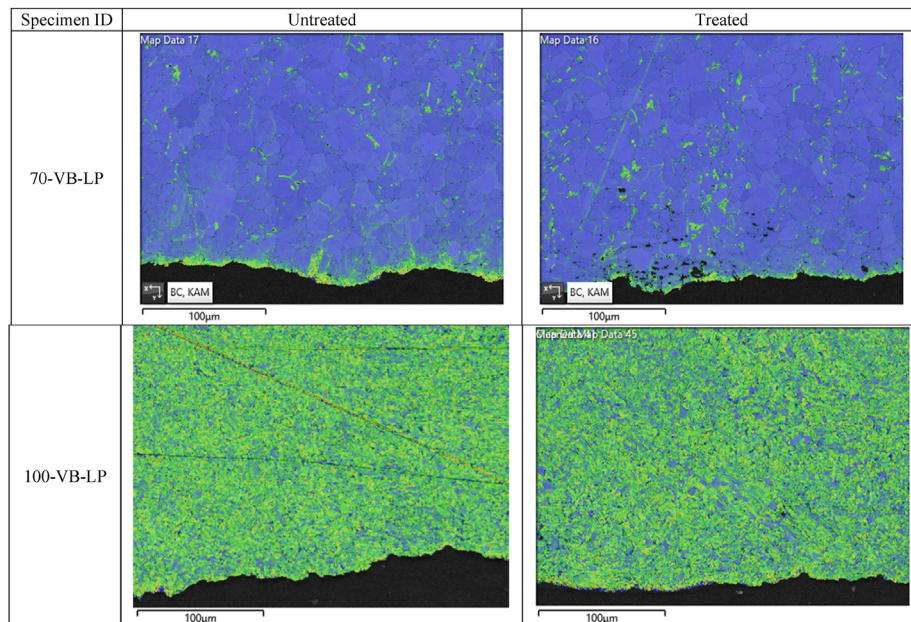 Specimen ID Untreated Treated
70-VB-LP
Map Data 17
BC, KAM
100μm
Map Data 16
BC, KAM
100μm
100-VB-LP
100μm
Map Data 45
100μm